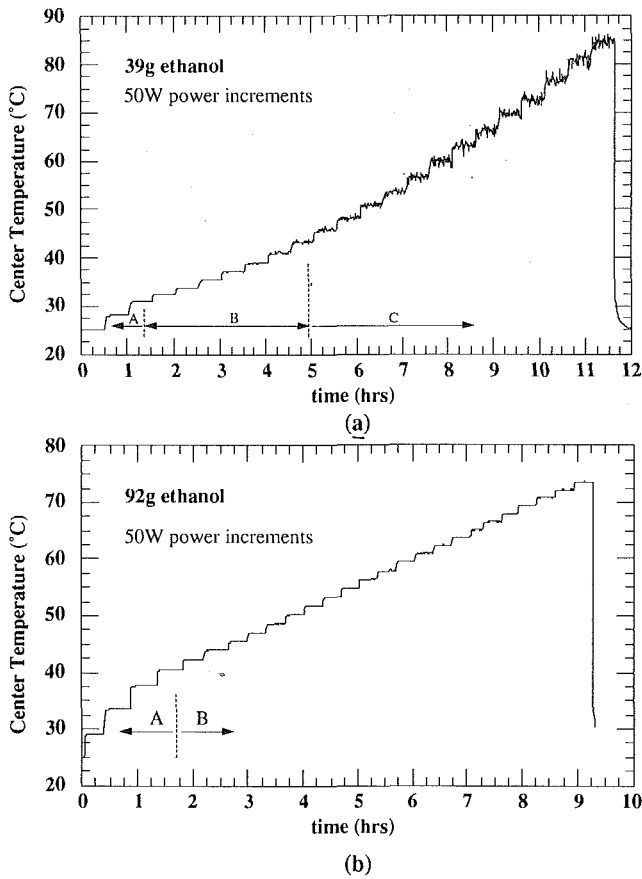 90
80
70
60
50
40
30
20
Center Temperature (°C)
39g ethanol
50W power increments
A
B
C
0 1 2 3 4 5 6 7 8 9 10 11 12
time (hrs)
(a)
80
70
60
50
40
30
20
Center Temperature (°C)
92g ethanol
50W power increments
A
B
0 1 2 3 4 5 6 7 8 9 10
time (hrs)
(b)